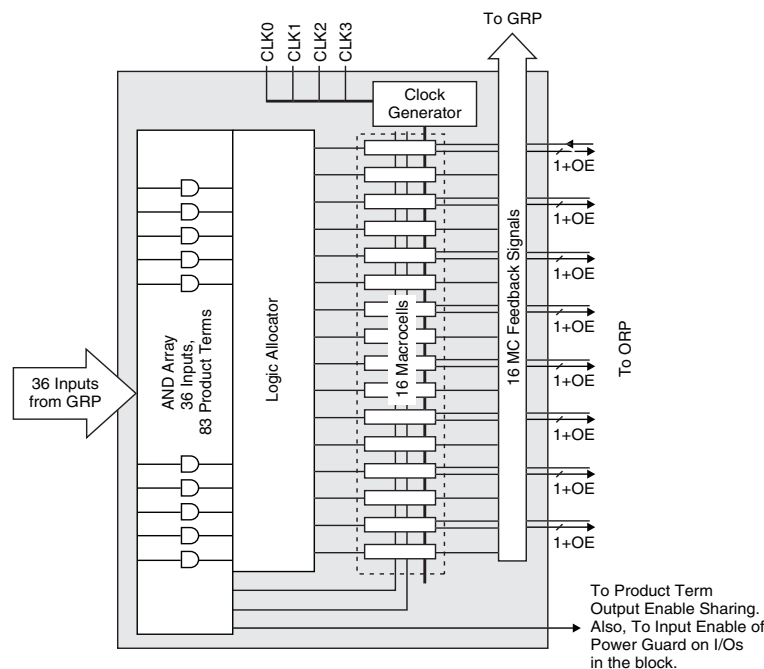 To GRP
CLK0
CLK1
CLK2
CLK3
Clock
Generator
1+OE
1+OE
1+OE
1+OE
1+OE
1+OE
1+OE
1+OE
36 Inputs
from GRP
AND Array
36 Inputs,
83 Product Terms
Logic Allocator
16 Macrocells
16 MC Feedback Signals
To ORP
To Product Term
Output Enable Sharing.
Also, To Input Enable of
Power Guard on I/Os
in the block.